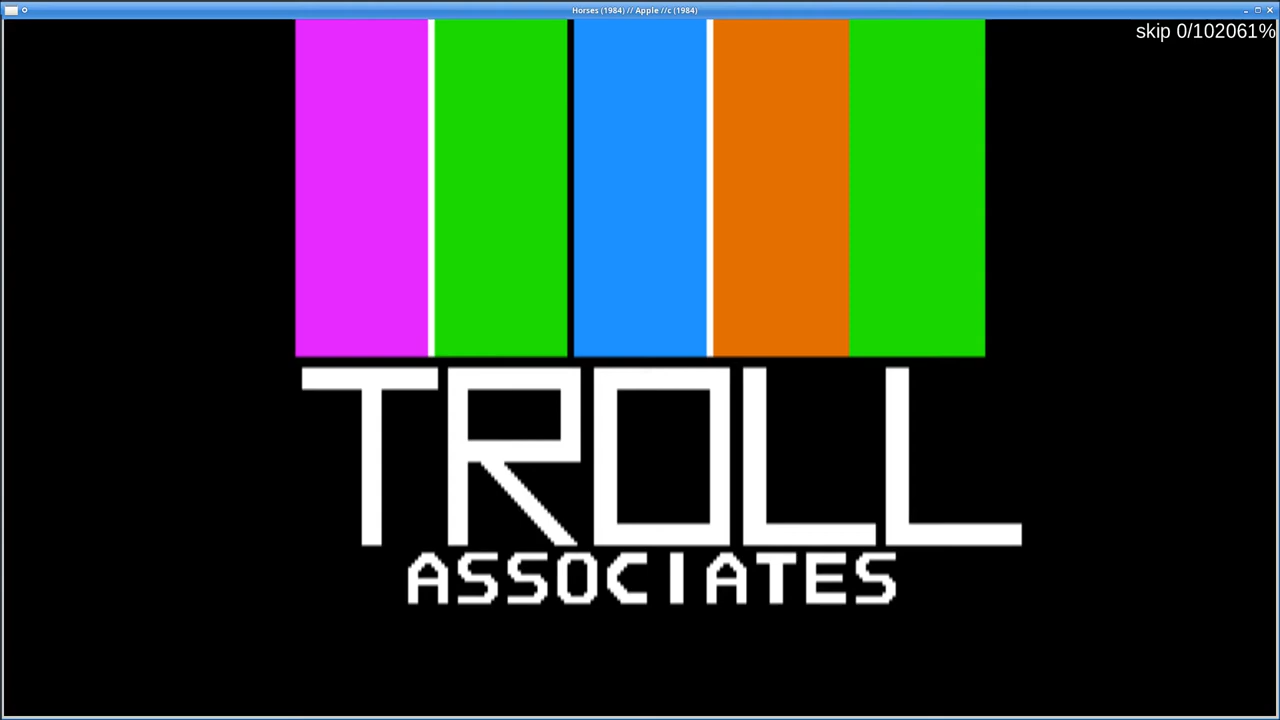 Horses (1984) // Apple //c (1984)
skip 0/102061%
TROLL
ASSOCIATES